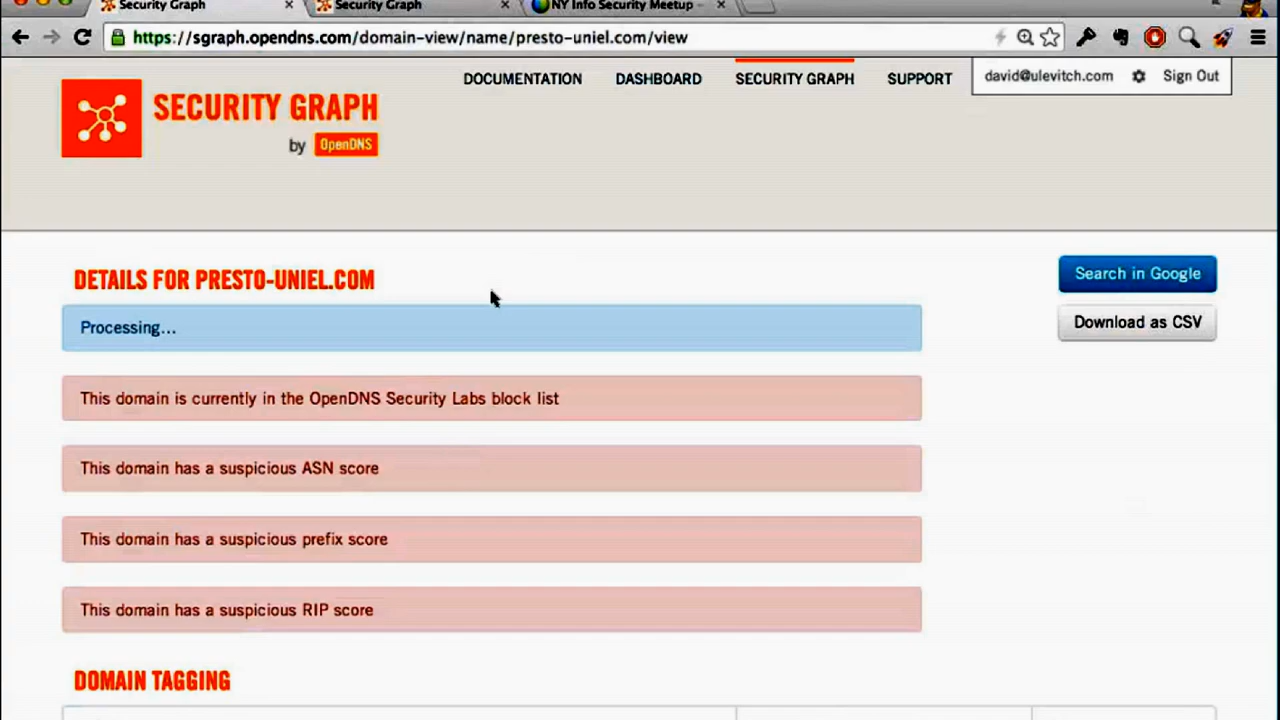 Security Graph
Security Graph
NY Info Security Meetup -
https://sgraph.opendns.com/domain-view/name/presto-uniel.com/view
DOCUMENTATION
DASHBOARD
SECURITY GRAPH
SUPPORT
david@ulevitch.com
Sign Out
SECURITY GRAPH
by OpenDNS
DETAILS FOR PRESTO-UNIEL.COM
Search in Google
Processing...
Download as CSV
This domain is currently in the OpenDNS Security Labs block list
This domain has a suspicious ASN score
This domain has a suspicious prefix score
This domain has a suspicious RIP score
DOMAIN TAGGING